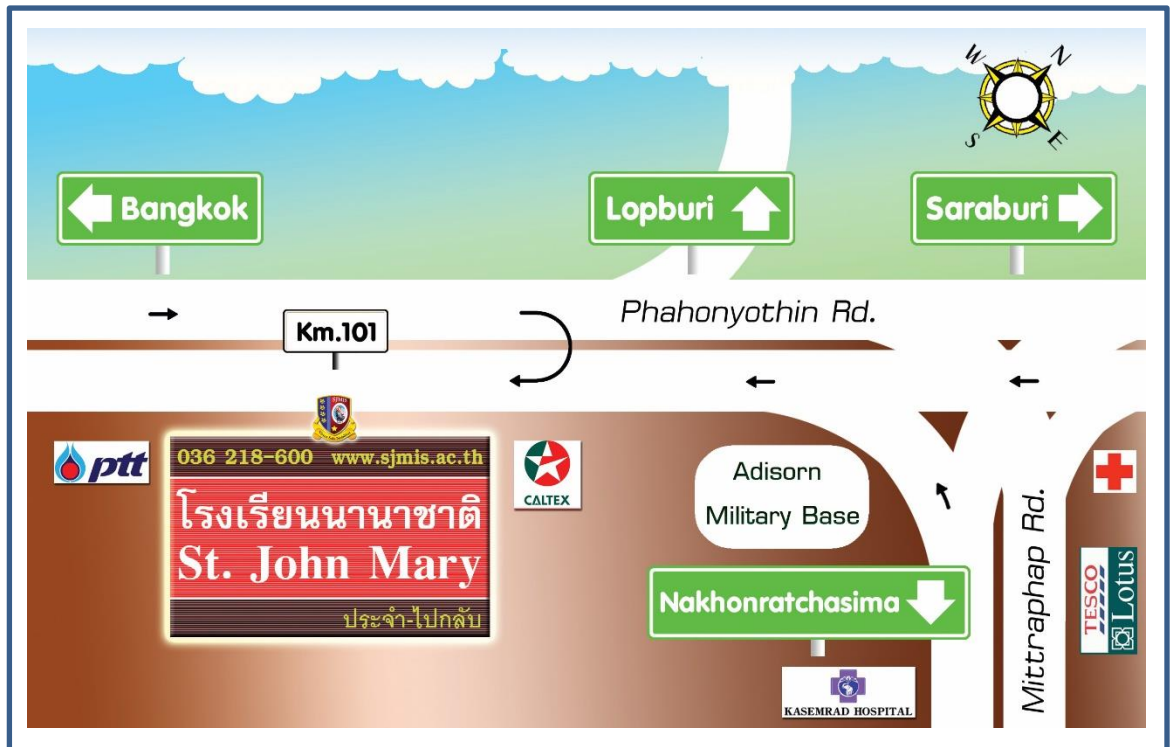 W
N
S
E
Bangkok
Lopburi
Saraburi
Phahonyothin Rd.
Km.101
SJMIS
ptt
036 218-600 www.sjmis.ac.th
โรงเรียนนานาชาติ
St. John Mary
ประจำ-ไปกลับ
CALTEX
Adisorn
Military Base
Nakhonratchasima
KASEMRAD HOSPITAL
Mittraphap Rd.
TESCO
Lotus